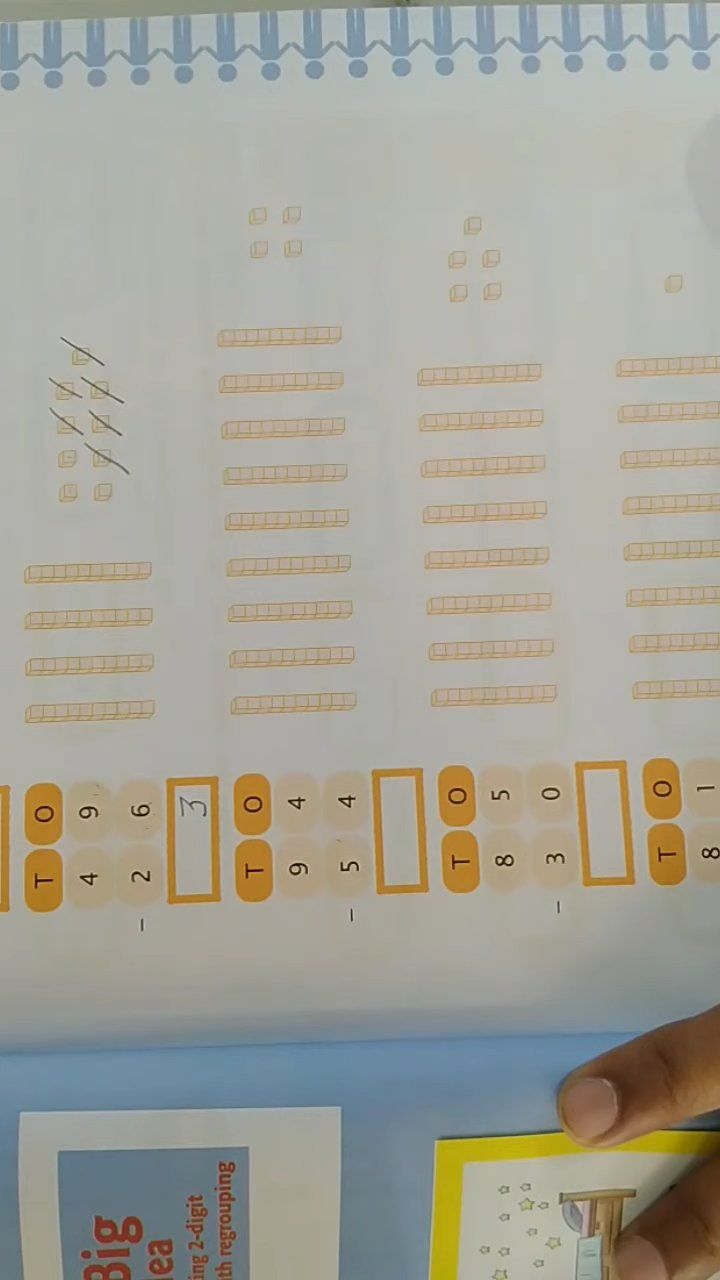 T O
4 9
- 2 6
3
T O
9 4
- 5 4
T O
8 5
- 3 0
T O
8 1
Big
ea
ing 2-digit
th regrouping